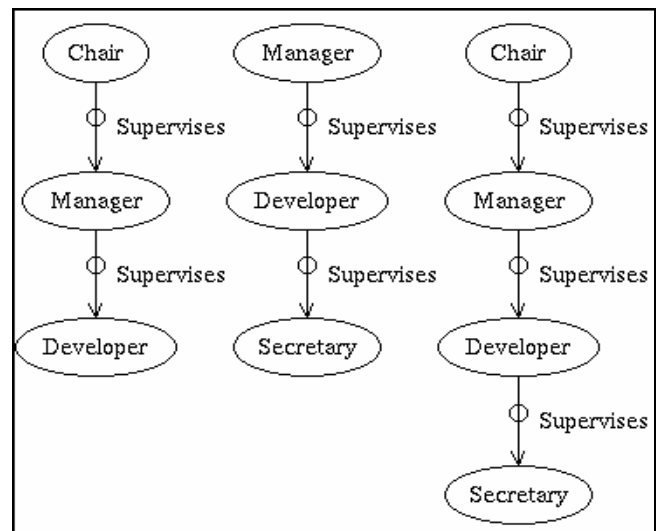 Chair Manager Chair
Supervises Supervises Supervises
Manager Developer Manager
Supervises Supervises Supervises
Developer Secretary Developer
Supervises
Secretary